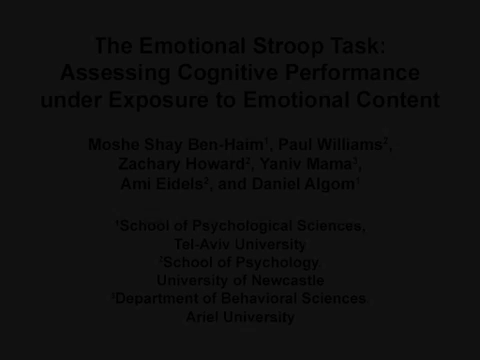 The Emotional Stroop Task:
Assessing Cognitive Performance
under Exposure to Emotional Content
Moshe Shay Ben-Haim¹, Paul Williams²,
Zachary Howard², Yaniv Mama³,
Ami Eidels², and Daniel Algom¹
¹School of Psychological Sciences,
Tel-Aviv University
²School of Psychology
University of Newcastle
³Department of Behavioral Sciences
Ariel University